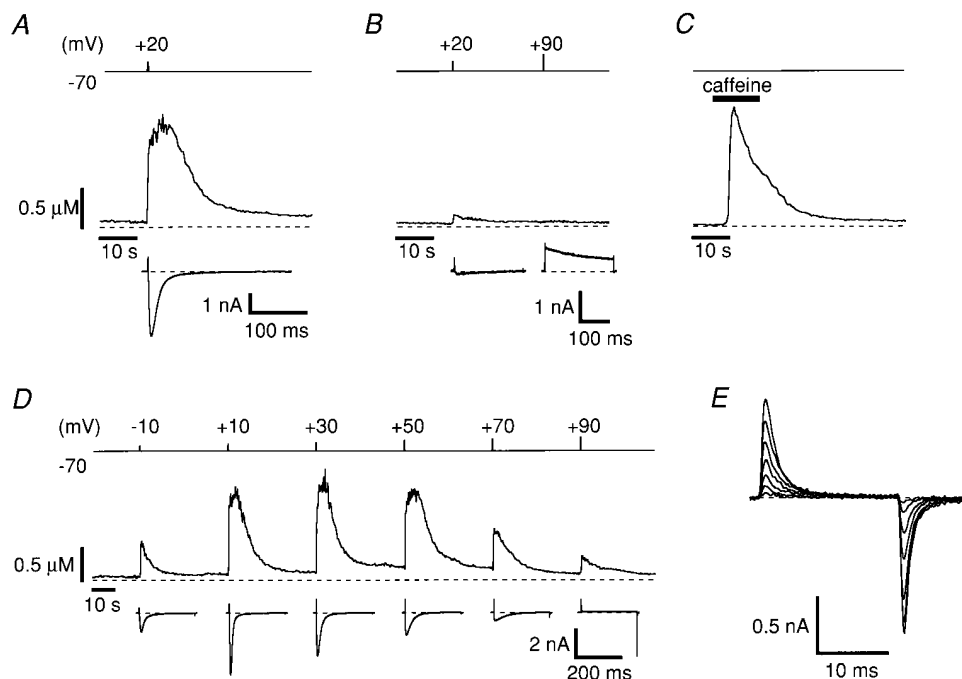 A
(mV)
+20
-70
0.5 μM
10 s
1 nA
100 ms
B
+20
+90
10 s
1 nA
100 ms
C
caffeine
10 s
D
(mV)
-10
+10
+30
+50
+70
+90
-70
0.5 μM
10 s
2 nA
200 ms
E
0.5 nA
10 ms